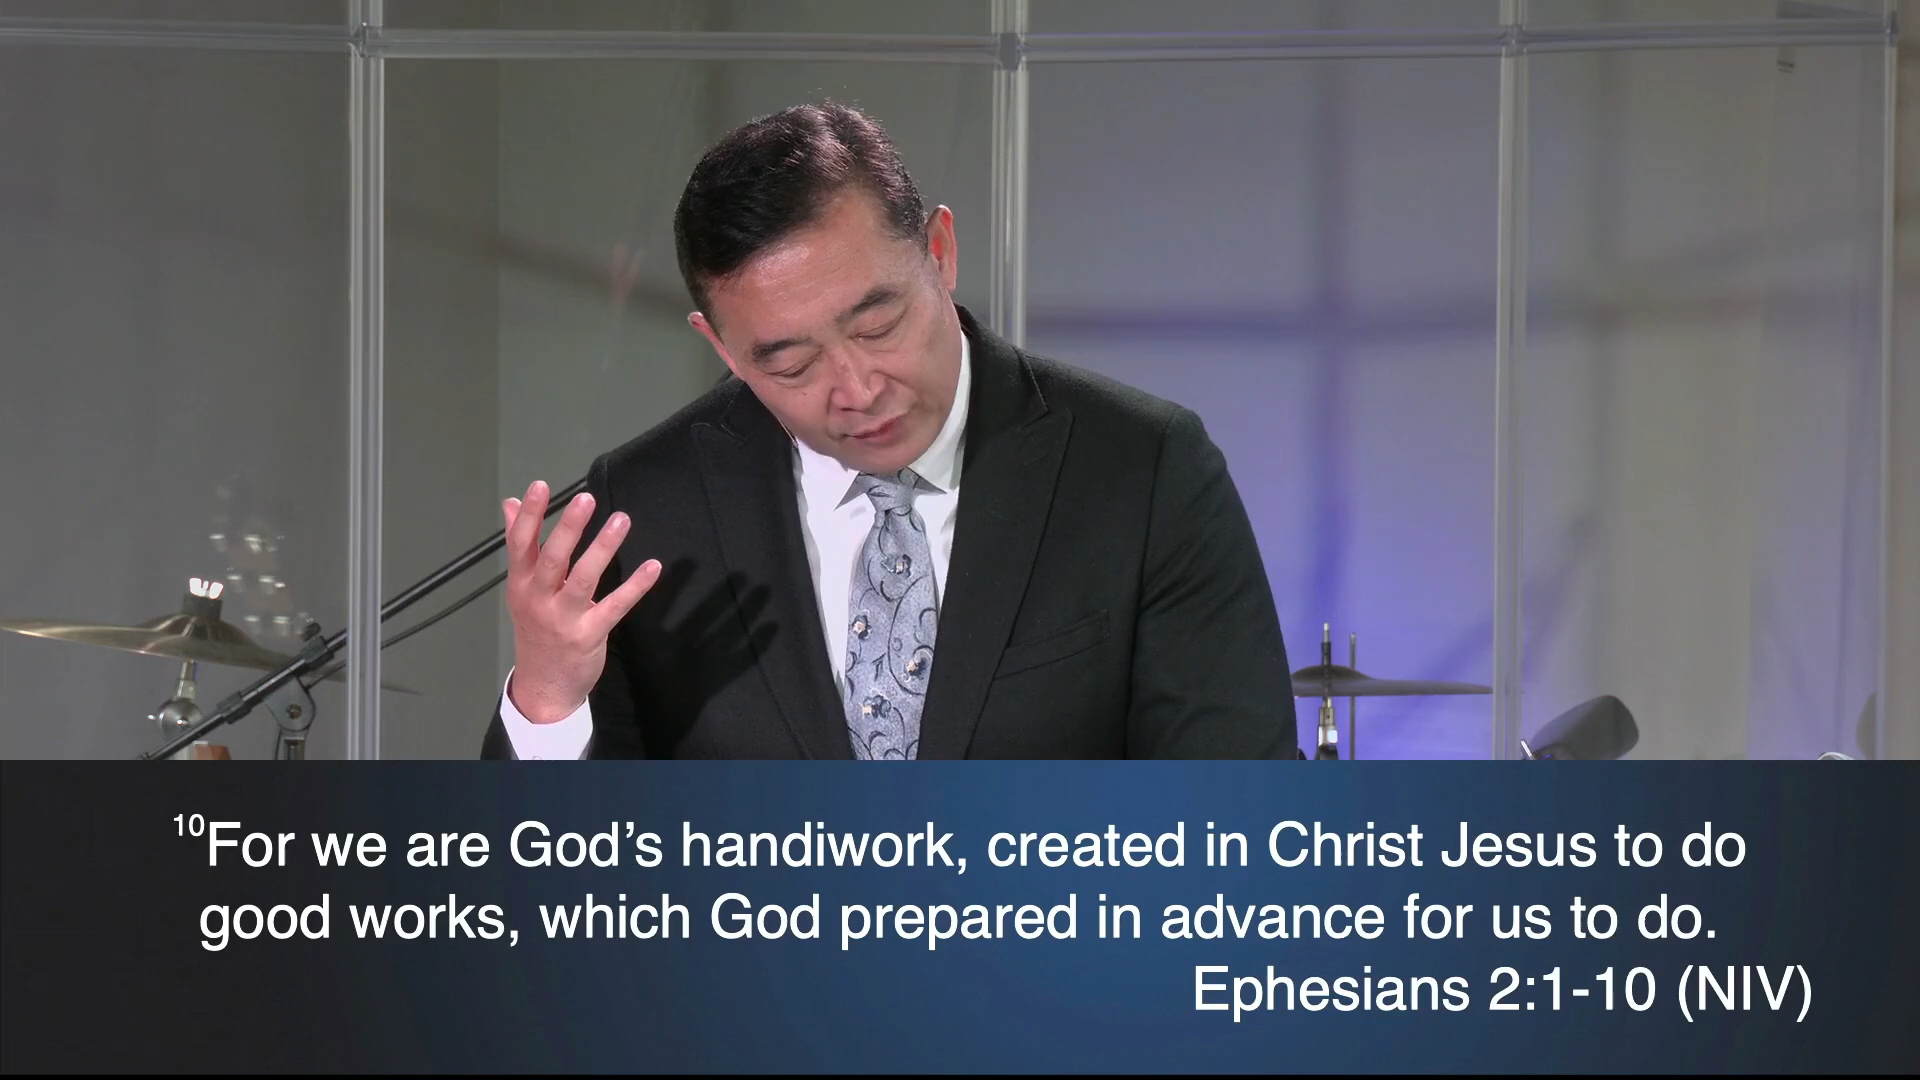 ¹⁰For we are God’s handiwork, created in Christ Jesus to do
good works, which God prepared in advance for us to do.
Ephesians 2:1-10 (NIV)